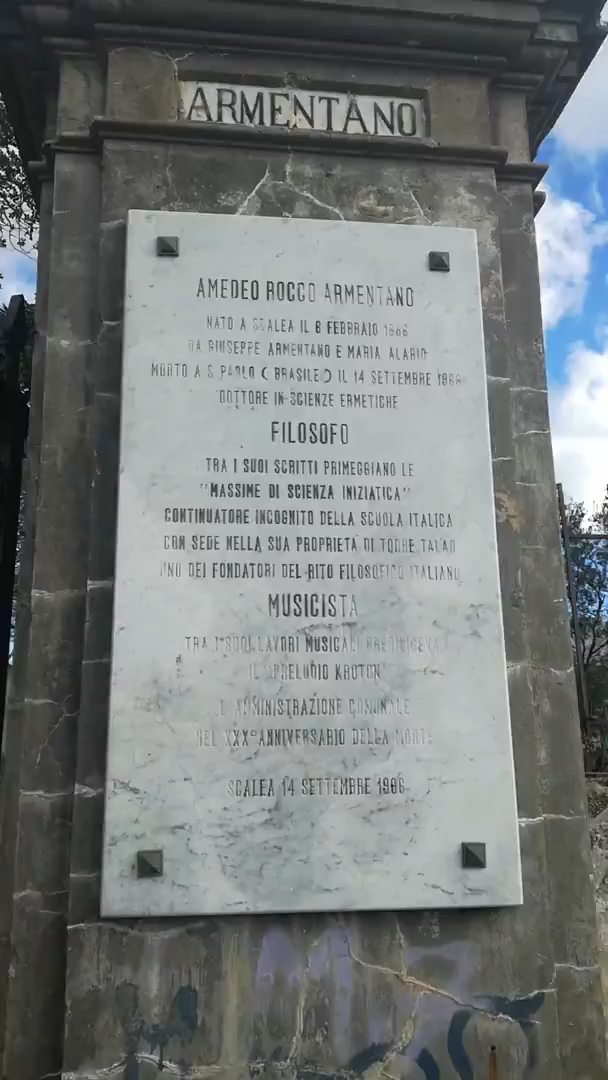 ARMENTANO
AMEDEO ROCCO ARMENTANO
NATO A SCALEA IL 6 FEBBRAIO 1886
DA GIUSEPPE ARMENTANO E MARIA ALARIO
MORTO A S. PAOLO (BRASILE) IL 14 SETTEMBRE
DOTTORE IN SCIENZE ERMETICHE
FILOSOFO
TRA I SUOI SCRITTI PRIMEGGIANO LE
"MASSIME DI SCIENZA INIZIATICA"
CONTINUATORE INCOGNITO DELLA SCUOLA ITALICA
CON SEDE NELLA SUA PROPRIETÀ DI TORRE TALAO
UNO DEI FONDATORI DEL RITO FILOSOFICO ITALIANO
MUSICISTA
TRA I SUOI LAVORI MUSICALI PREDILIGEVA
IL "PRELUDIO KROTON"
L'AMMINISTRAZIONE COMUNALE
NEL XXX° ANNIVERSARIO DELLA MORTE
SCALEA 14 SETTEMBRE 1996